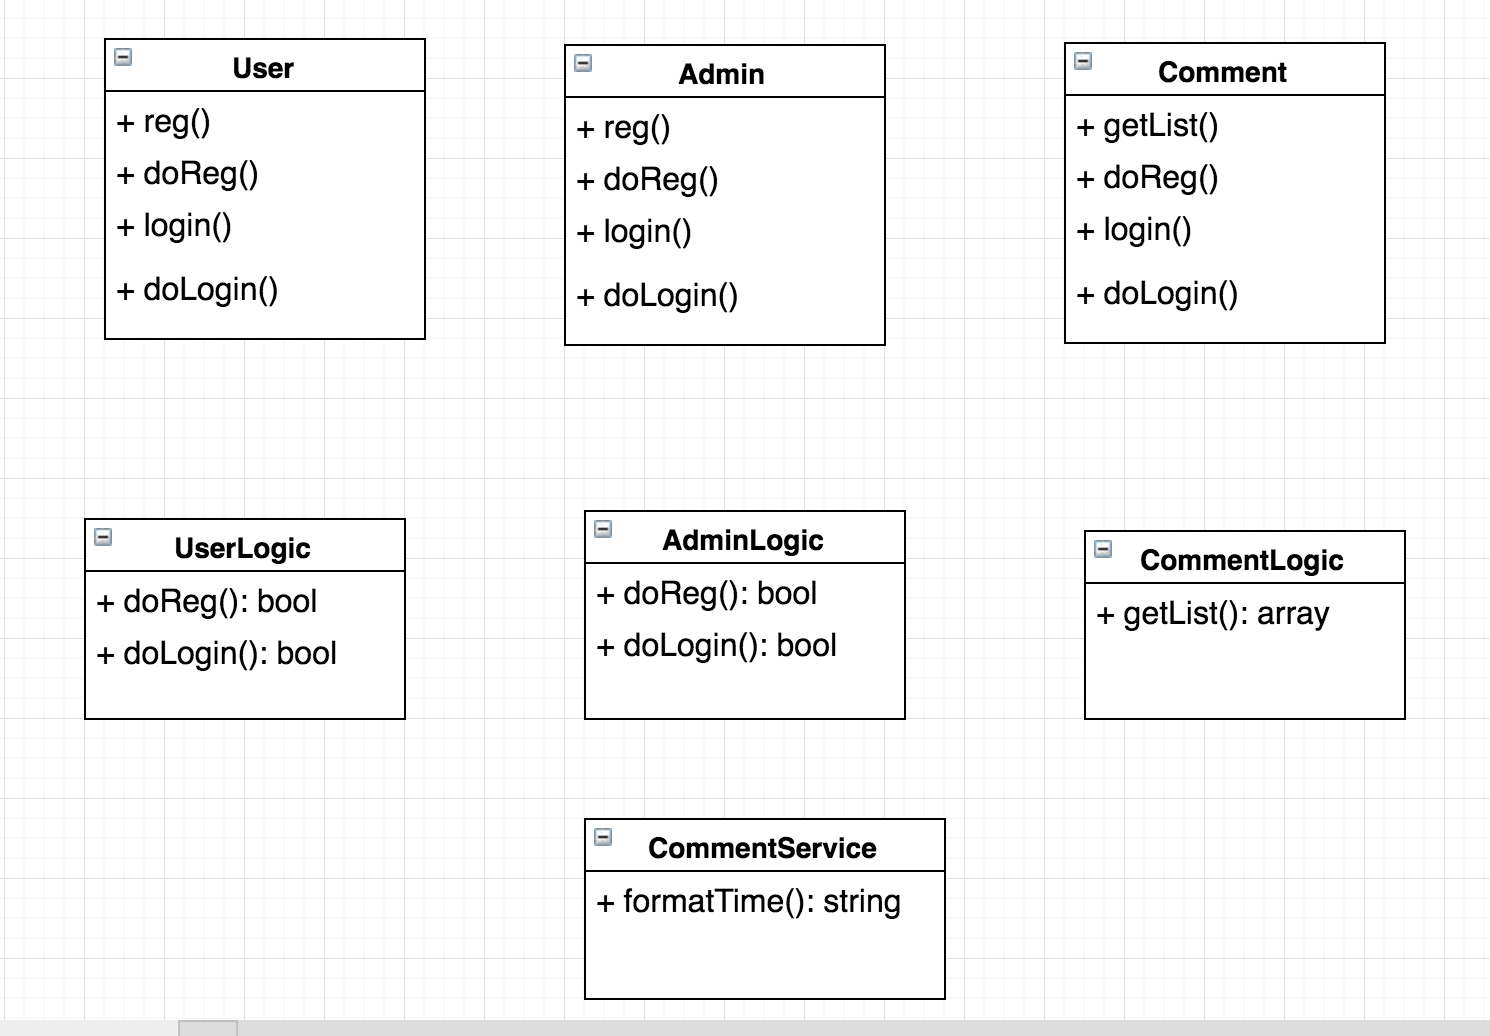 User
+ reg()
+ doReg()
+ login()
+ doLogin()
Admin
+ reg()
+ doReg()
+ login()
+ doLogin()
Comment
+ getList()
+ doReg()
+ login()
+ doLogin()
UserLogic
+ doReg(): bool
+ doLogin(): bool
AdminLogic
+ doReg(): bool
+ doLogin(): bool
CommentLogic
+ getList(): array
CommentService
+ formatTime(): string